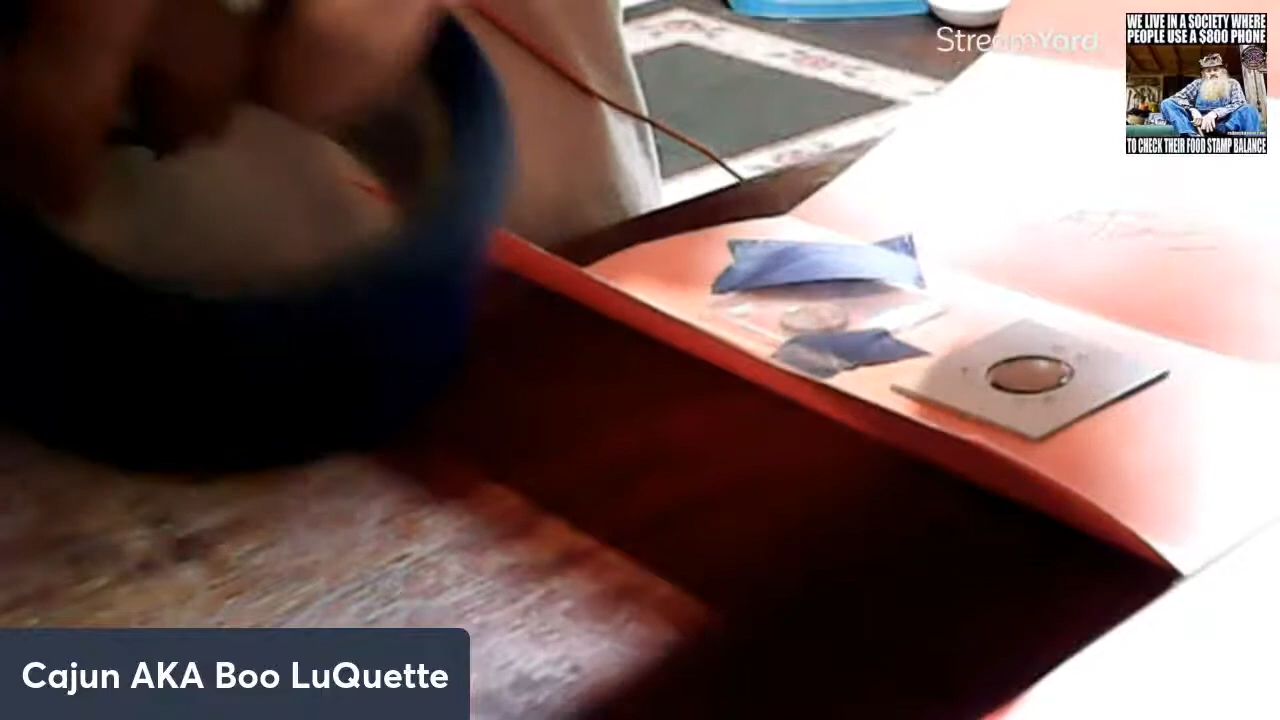 StreamYard
WE LIVE IN A SOCIETY WHERE
PEOPLE USE A $800 PHONE
TO CHECK THEIR FOOD STAMP BALANCE
Cajun AKA Boo LuQuette